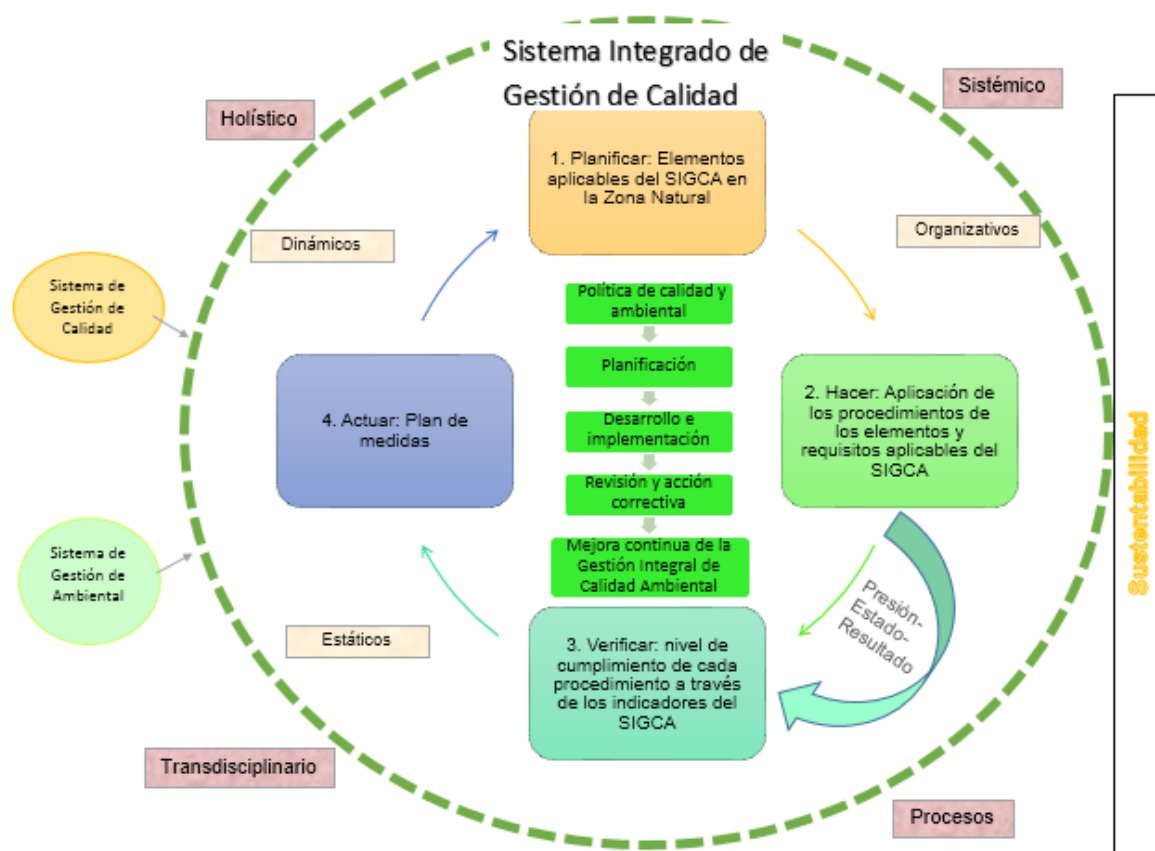 Sistema Integrado de
Gestión de Calidad
Holístico
Sistémico
1. Planificar: Elementos
aplicables del SIGCA en
la Zona Natural
Dinámicos
Organizativos
Sistema de
Gestión de
Calidad
Política de calidad y
ambiental
Planificación
Desarrollo e
implementación
Revisión y acción
correctiva
Mejora continua de la
Gestión Integral de
Calidad Ambiental
4. Actuar: Plan de
medidas
2. Hacer: Aplicación de
los procedimientos de
los elementos y
requisitos aplicables del
SIGCA
Sustentabilidad
Sistema de
Gestión de
Ambiental
Presión-
Estado-
Resultado
Estáticos
3. Verificar: nivel de
cumplimiento de cada
procedimiento a través
de los indicadores del
SIGCA
Transdisciplinario
Procesos